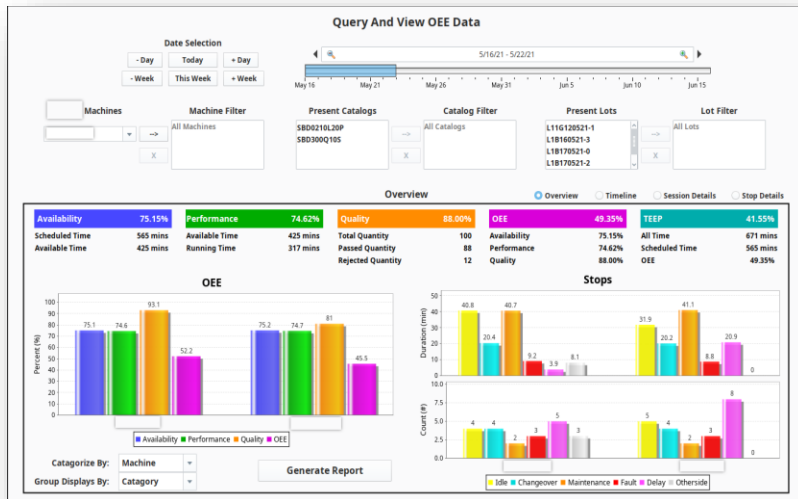 Query And View OEE Data
Date Selection
- Day Today + Day
- Week This Week + Week
5/16/21 - 5/22/21
May 16 May 21 May 26 May 31 Jun 5 Jun 10 Jun 15
Machines Machine Filter Present Catalogs Catalog Filter Present Lots Lot Filter
All Machines
SBD0210L20P
SBD300Q10S
All Catalogs
L11G120521-1
L1B160521-3
L1B170521-0
L1B170521-2
All Lots
-->
X
-->
X
-->
X
Overview
Overview Timeline Session Details Stop Details
Availability 75.15%
Scheduled Time 565 mins
Available Time 425 mins
Performance 74.62%
Available Time 425 mins
Running Time 317 mins
Quality 88.00%
Total Quantity 100
Passed Quantity 88
Rejected Quantity 12
OEE 49.35%
Availability 75.15%
Performance 74.62%
Quality 88.00%
TEEP 41.55%
All Time 671 mins
Scheduled Time 565 mins
OEE 49.35%
OEE
Percent (%)
100
90
80
70
60
50
40
30
20
10
0
75.1 74.6 93.1 52.2 75.2 74.7 81 45.5
Availability Performance Quality OEE
Stops
Duration (min)
50
40
30
20
10
0
40.8 20.4 40.7 9.2 3.9 8.1 31.9 20.2 41.1 8.8 20.9 0
Count (#)
10.0
7.5
5.0
2.5
0.0
4 4 2 3 5 3 5 4 2 3 8 0
Idle Changeover Maintenance Fault Delay Otherside
Catagorize By: Machine
Group Displays By: Catagory
Generate Report